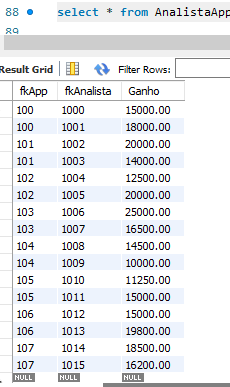 88 select * from AnalistaApp
89
Result Grid Filter Rows:
fkApp fkAnalista Ganho
100 1000 15000.00
100 1001 18000.00
101 1002 20000.00
101 1003 14000.00
102 1004 12500.00
102 1005 20000.00
103 1006 25000.00
103 1007 16500.00
104 1008 14500.00
104 1009 10000.00
105 1010 11250.00
105 1011 15000.00
106 1012 15000.00
106 1013 19800.00
107 1014 18500.00
107 1015 16200.00
NULL NULL NULL